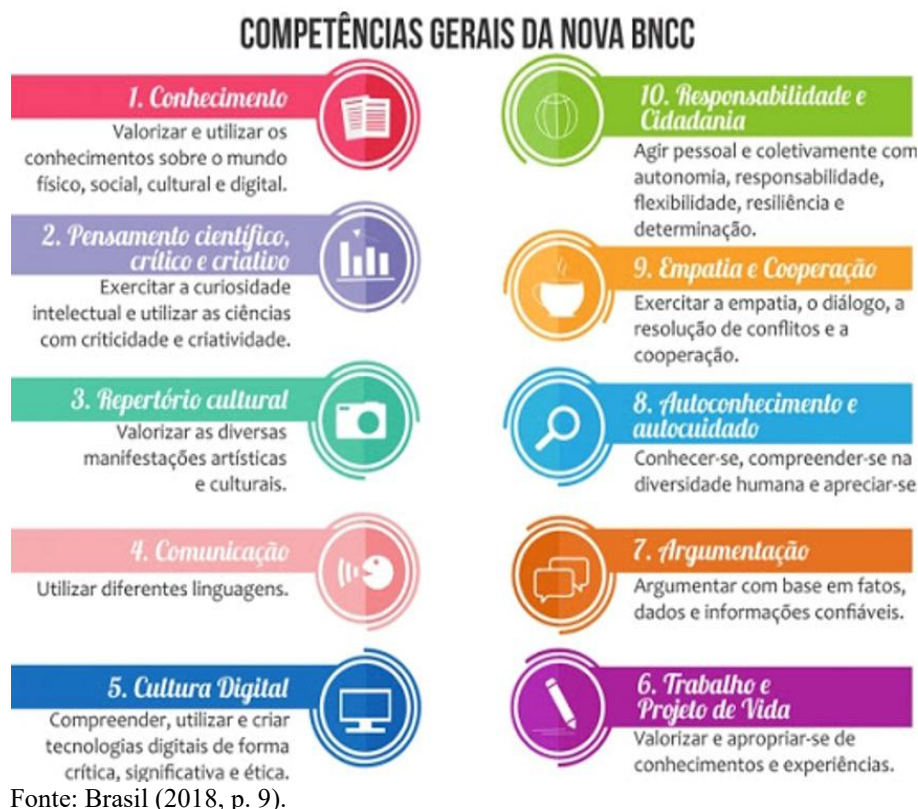 COMPETÊNCIAS GERAIS DA NOVA BNCC
1. Conhecimento
Valorizar e utilizar os
conhecimentos sobre o mundo
físico, social, cultural e digital.
2. Pensamento científico,
crítico e criativo
Exercitar a curiosidade
intelectual e utilizar as ciências
com criticidade e criatividade.
3. Repertório cultural
Valorizar as diversas
manifestações artísticas
e culturais.
4. Comunicação
Utilizar diferentes linguagens.
5. Cultura Digital
Compreender, utilizar e criar
tecnologias digitais de forma
crítica, significativa e ética.
10. Responsabilidade e
Cidadania
Agir pessoal e coletivamente com
autonomia, responsabilidade,
flexibilidade, resiliência e
determinação.
9. Empatia e Cooperação
Exercitar a empatia, o diálogo, a
resolução de conflitos e a
cooperação.
8. Autoconhecimento e
autocuidado
Conhecer-se, compreender-se na
diversidade humana e apreciar-se
7. Argumentação
Argumentar com base em fatos,
dados e informações confiáveis.
6. Trabalho e
Projeto de Vida
Valorizar e apropriar-se de
conhecimentos e experiências.
Fonte: Brasil (2018, p. 9).